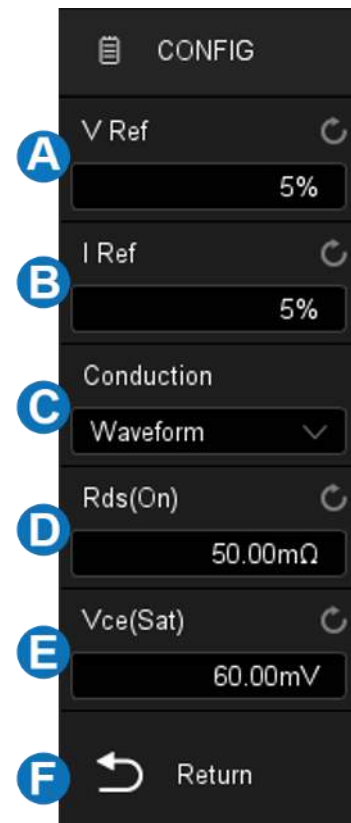 CONFIG
A
V Ref
5%
B
I Ref
5%
C
Conduction
Waveform
D
Rds(On)
50.00mΩ
E
Vce(Sat)
60.00mV
F
Return